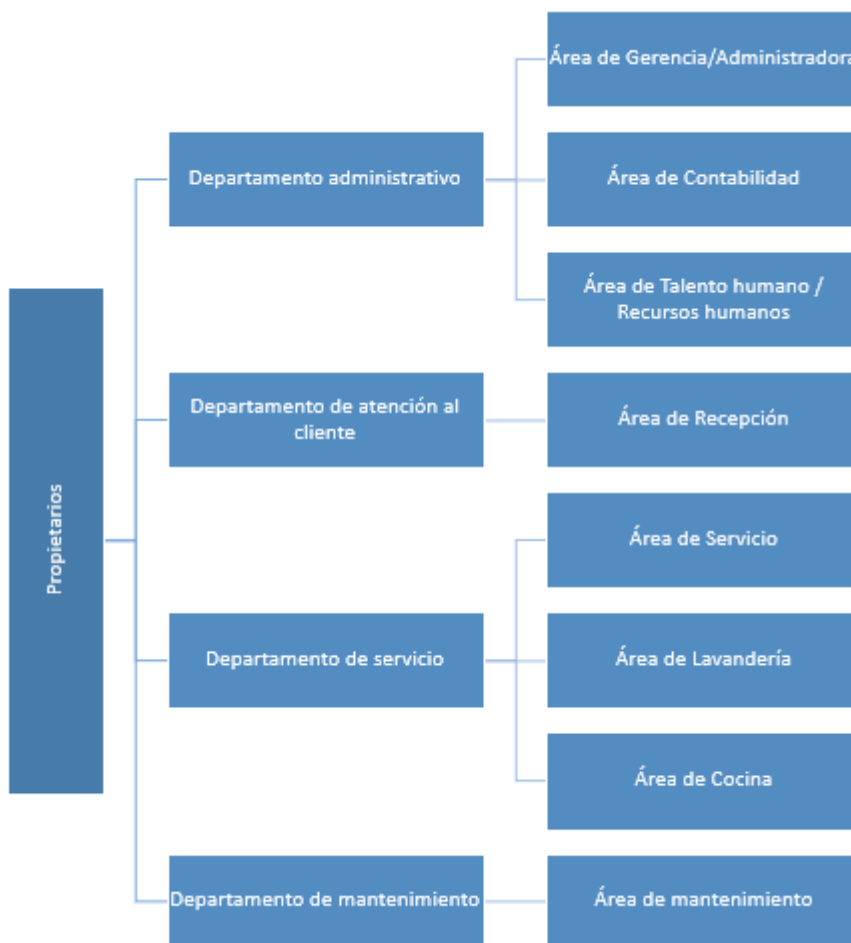 Propietarios
Departamento administrativo
Área de Gerencia/Administradora
Área de Contabilidad
Área de Talento humano /
Recursos humanos
Departamento de atención al
cliente
Área de Recepción
Departamento de servicio
Área de Servicio
Área de Lavandería
Área de Cocina
Departamento de mantenimiento
Área de mantenimiento